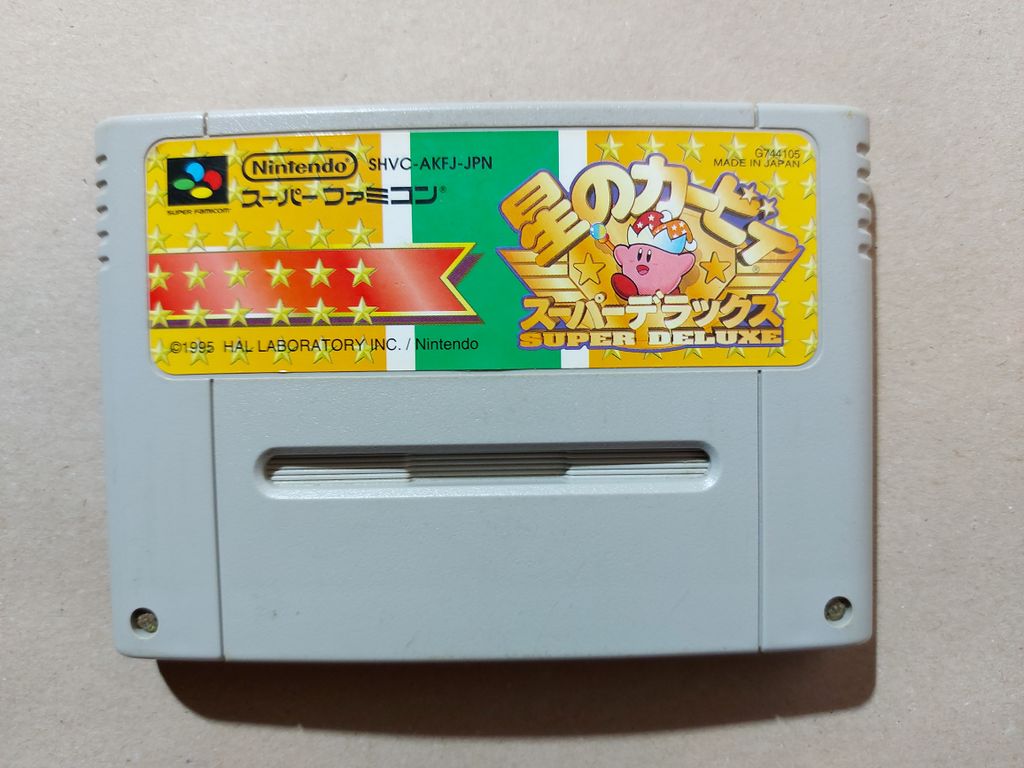 Nintendo® SHVC-AKFJ-JPN
SUPER FAMICOM
スーパーファミコン®
©1995 HAL LABORATORY INC. / Nintendo
G744105
MADE IN JAPAN
星のカービィ
®
スーパーデラックス
SUPER DELUXE